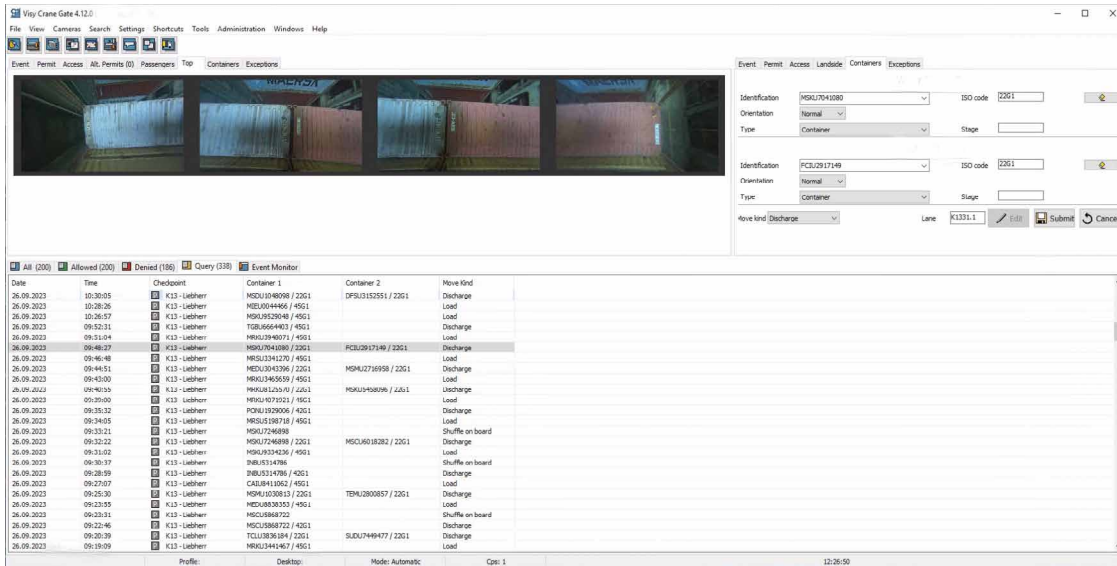 Visy Crane Gate 4.12.0
File View Cameras Search Settings Shortcuts Tools Administration Windows Help
Event Permit Access Alt. Permits (0) Passengers Top Containers Exceptions
Event Permit Access Landside Containers Exceptions
Identification MSKU7041080 ISO code 22G1
Orientation Normal
Type Container Stage
Identification FCIU2917149 ISO code 22G1
Orientation Normal
Type Container Stage
Move kind Discharge Lane K1331.1 Edit Submit Cance
All (200) Allowed (200) Denied (186) Query (338) Event Monitor
Date Time Checkpoint Container 1 Container 2 Move Kind
26.09.2023 10:30:05 K13 - Liebherr MSDU1048098 / 22G1 DFSU3152551 / 22G1 Discharge
26.09.2023 10:28:26 K13 - Liebherr MIEU0044466 / 45G1 Load
26.09.2023 10:26:57 K13 - Liebherr MSKU9529048 / 45G1 Load
26.09.2023 09:52:31 K13 - Liebherr TGBU6664403 / 45G1 Discharge
26.09.2023 09:51:04 K13 - Liebherr MRKU3940071 / 45G1 Load
26.09.2023 09:48:27 K13 - Liebherr MSKU7041080 / 22G1 FCIU2917149 / 22G1 Discharge
26.09.2023 09:46:48 K13 - Liebherr MRSU3341270 / 45G1 Load
26.09.2023 09:44:51 K13 - Liebherr MEDU3043396 / 22G1 MSMU2716958 / 22G1 Discharge
26.09.2023 09:43:00 K13 - Liebherr MRKU3465659 / 45G1 Load
26.09.2023 09:40:55 K13 - Liebherr MRKU8125570 / 22G1 MSKU5458096 / 22G1 Discharge
26.09.2023 09:39:00 K13 - Liebherr MRKU4071921 / 45G1 Load
26.09.2023 09:35:32 K13 - Liebherr PONU1929006 / 42G1 Discharge
26.09.2023 09:34:05 K13 - Liebherr MRSU5198718 / 45G1 Load
26.09.2023 09:33:21 K13 - Liebherr MSKU7246898 Shuffle on board
26.09.2023 09:32:22 K13 - Liebherr MSKU7246898 / 22G1 MSCU6018282 / 22G1 Discharge
26.09.2023 09:31:02 K13 - Liebherr MSKU9334236 / 45G1 Load
26.09.2023 09:30:37 K13 - Liebherr INBU5314786 Shuffle on board
26.09.2023 09:28:59 K13 - Liebherr INBU5314786 / 42G1 Discharge
26.09.2023 09:27:07 K13 - Liebherr CAIU8411062 / 45G1 Load
26.09.2023 09:25:30 K13 - Liebherr MSMU1030813 / 22G1 TEMU2800857 / 22G1 Discharge
26.09.2023 09:23:55 K13 - Liebherr MEDU8838353 / 45G1 Load
26.09.2023 09:23:31 K13 - Liebherr MSCU5868722 Shuffle on board
26.09.2023 09:22:46 K13 - Liebherr MSCU5868722 / 42G1 Discharge
26.09.2023 09:20:39 K13 - Liebherr TCLU3836184 / 22G1 SUDU7449477 / 22G1 Discharge
26.09.2023 09:19:09 K13 - Liebherr MRKU3441467 / 45G1 Load
Profile: Desktop: Mode: Automatic Cps: 1 12:26:50